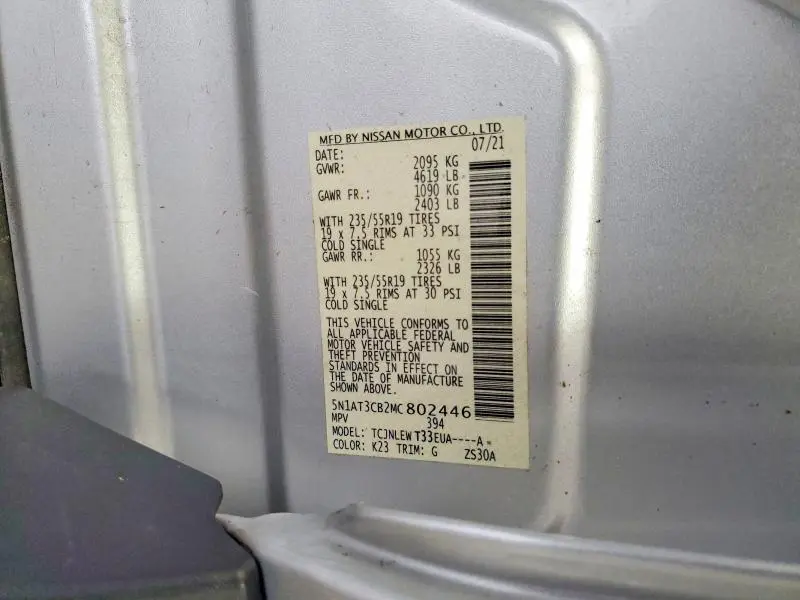 MFD BY NISSAN MOTOR CO., LTD.
DATE: 07/21
GVWR: 2095 KG
4619 LB
GAWR FR.: 1090 KG
2403 LB
WITH 235/55R19 TIRES
19 x 7.5 RIMS AT 33 PSI
COLD SINGLE
GAWR RR.: 1055 KG
2326 LB
WITH 235/55R19 TIRES
19 x 7.5 RIMS AT 30 PSI
COLD SINGLE
THIS VEHICLE CONFORMS TO
ALL APPLICABLE FEDERAL
MOTOR VEHICLE SAFETY AND
THEFT PREVENTION
STANDARDS IN EFFECT ON
THE DATE OF MANUFACTURE
SHOWN ABOVE.
5N1AT3CB2MC802446
MPV 394
MODEL: TCJNLEW T33EUA----A =
COLOR: K23 TRIM: G ZS30A